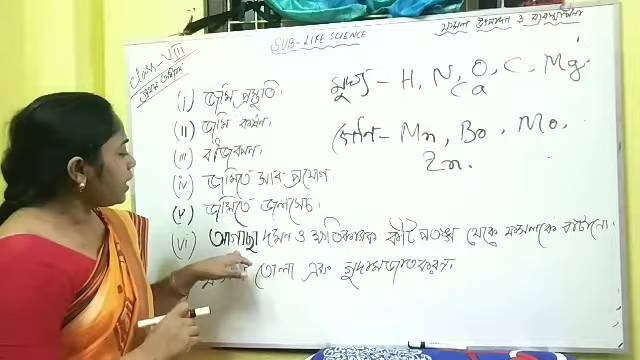 SUB - LIFE SCIENCE
ফসল উৎপাদন ও ব্যবস্থাপনা
Class - VIII
(i) জমি প্রস্তুতি.
(ii) জমি কর্ষণ.
(iii) বীজবপন.
(iv) জমিতে সার প্রয়োগ
(v) জমিতে জলসেচ.
(vi) আগাছা দমন ও ক্ষতিকারক কীট পতঙ্গ থেকে ফসলকে বাঁচানো.
তোলা এবং গুদামজাতকরণ.
মুখ্য - H, N, O, C, Mg
Ca
গৌণ - Mn, Bo, Mo,
Zn.